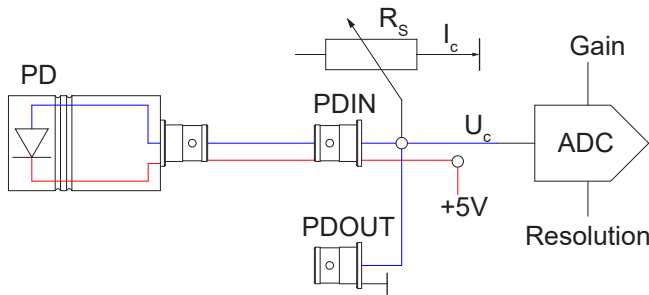 R_S
I_c
Gain
PD
PDIN
U_c
ADC
+5V
PDOUT
Resolution